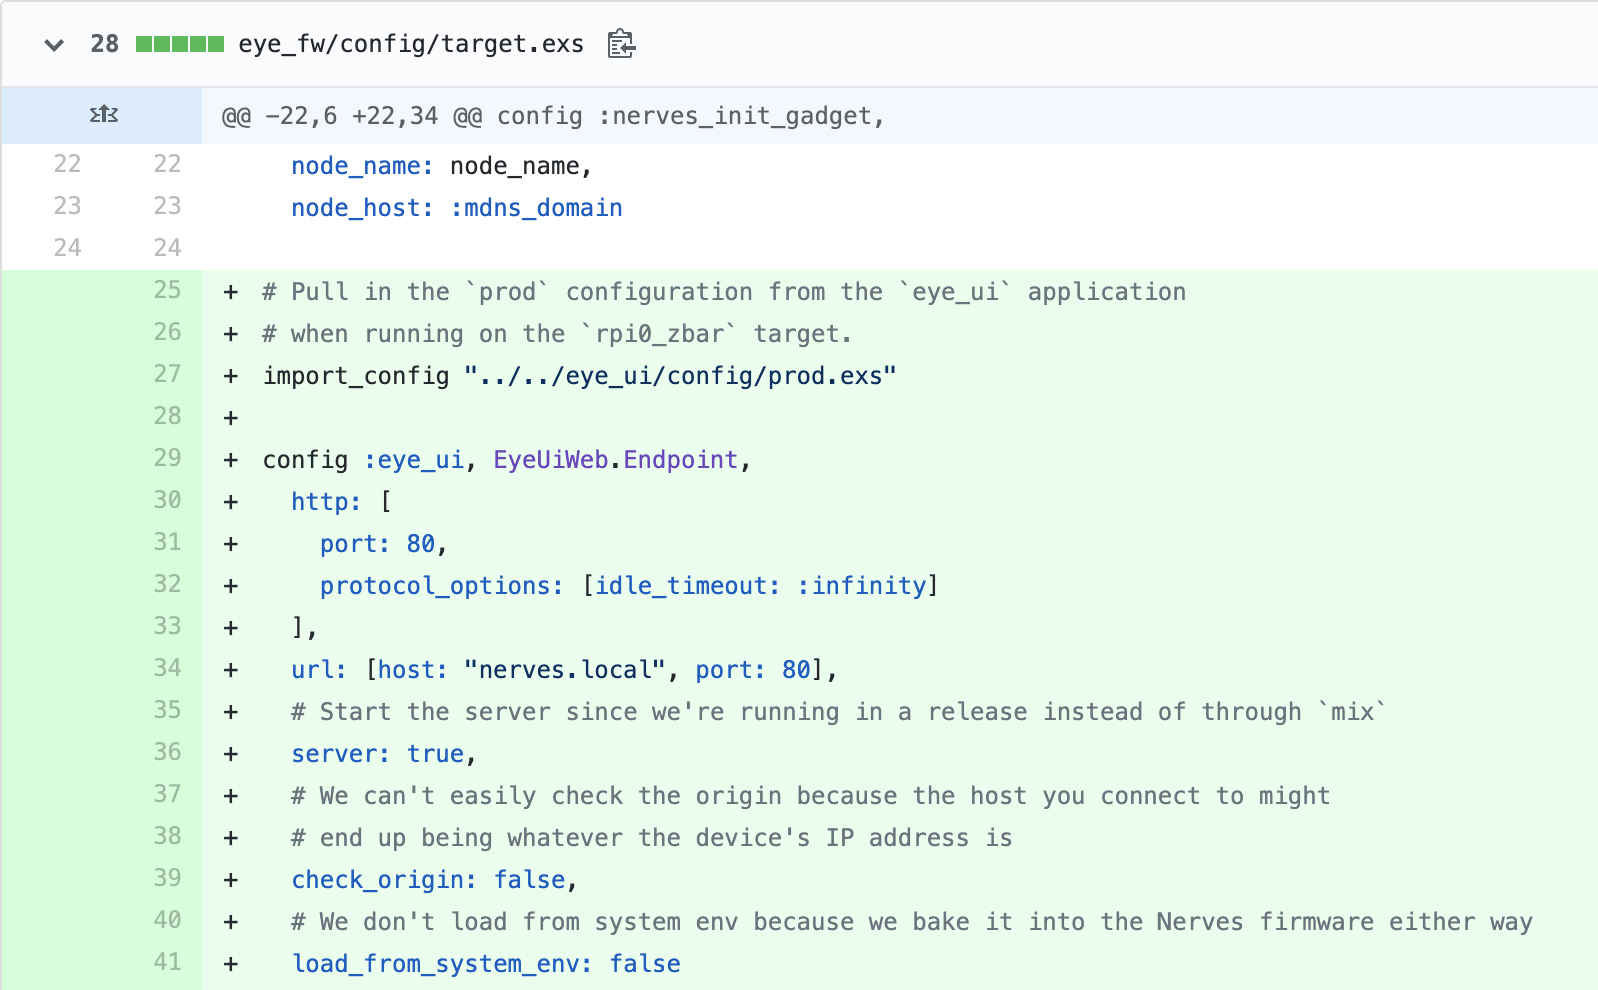 28 eye_fw/config/target.exs
@@ -22,6 +22,34 @@ config :nerves_init_gadget,
22 22 node_name: node_name,
23 23 node_host: :mdns_domain
24 24
25 + # Pull in the `prod` configuration from the `eye_ui` application
26 + # when running on the `rpi0_zbar` target.
27 + import_config "../../eye_ui/config/prod.exs"
28 +
29 + config :eye_ui, EyeUiWeb.Endpoint,
30 + http: [
31 + port: 80,
32 + protocol_options: [idle_timeout: :infinity]
33 + ],
34 + url: [host: "nerves.local", port: 80],
35 + # Start the server since we're running in a release instead of through `mix`
36 + server: true,
37 + # We can't easily check the origin because the host you connect to might
38 + # end up being whatever the device's IP address is
39 + check_origin: false,
40 + # We don't load from system env because we bake it into the Nerves firmware either way
41 + load_from_system_env: false